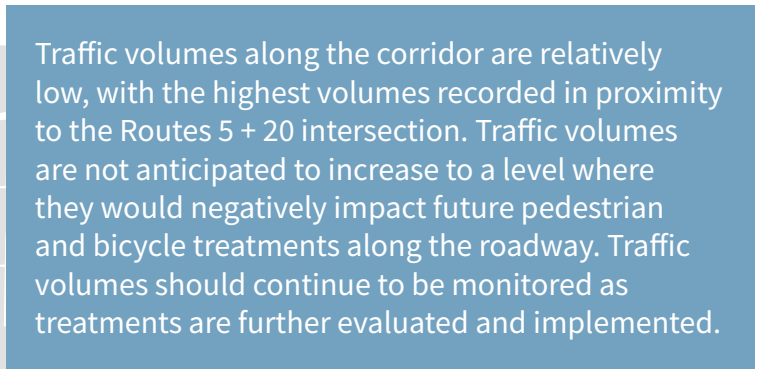 Traffic volumes along the corridor are relatively
low, with the highest volumes recorded in proximity
to the Routes 5 + 20 intersection. Traffic volumes
are not anticipated to increase to a level where
they would negatively impact future pedestrian
and bicycle treatments along the roadway. Traffic
volumes should continue to be monitored as
treatments are further evaluated and implemented.